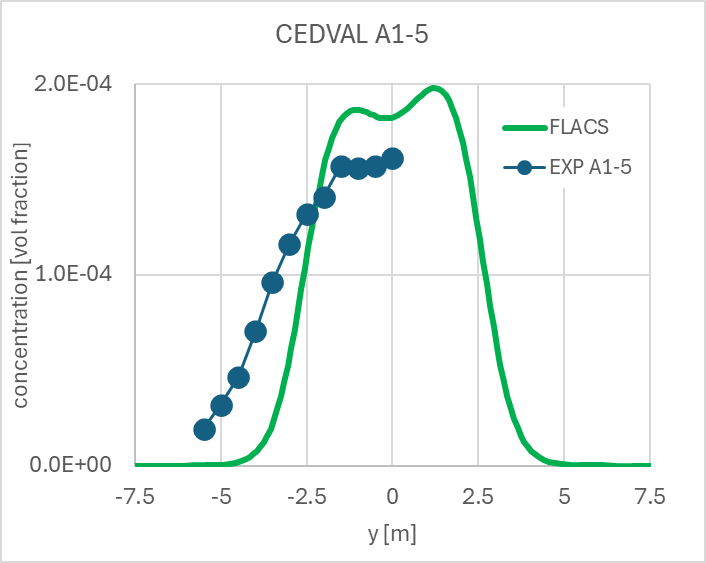 CEDVAL A1-5
2.0E-04
1.0E-04
0.0E+00
concentration [vol fraction]
FLACS
EXP A1-5
-7.5 -5 -2.5 0 2.5 5 7.5
y [m]